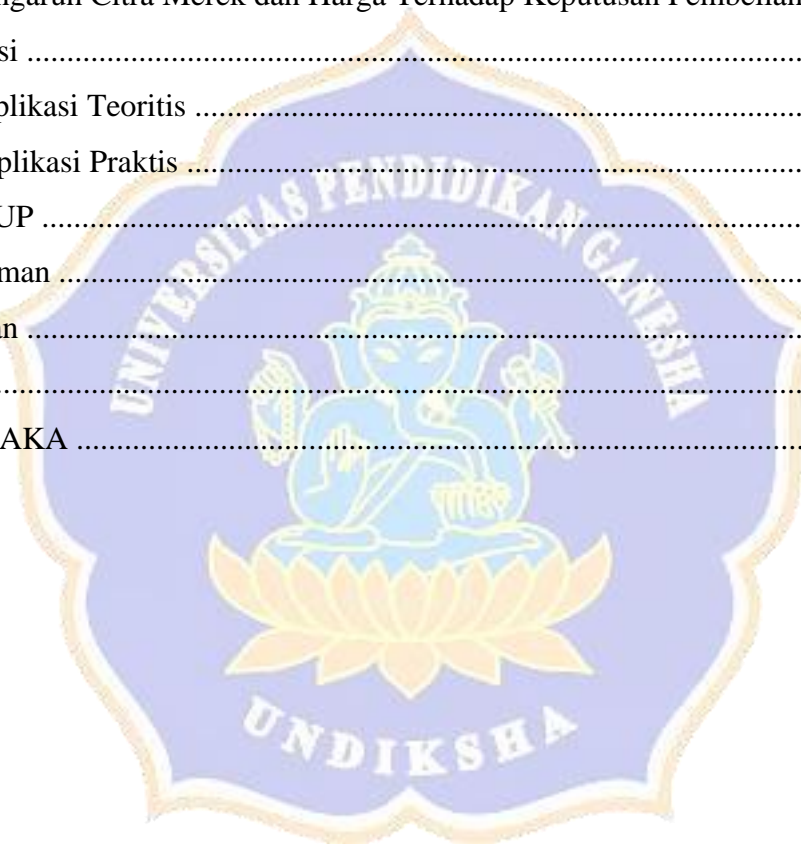 ngaruh Citra Merek dan Harga Terhadap Keputusan Pembelian
si ........................................................................................................
plikasi Teoritis ...................................................................................
plikasi Praktis ....................................................................................
UP ......................................................................................................
man ....................................................................................................
an ........................................................................................................
............................................................................................................
AKA ..................................................................................................
UNIVERSITAS PENDIDIKAN GANESHA
UNDIKSHA